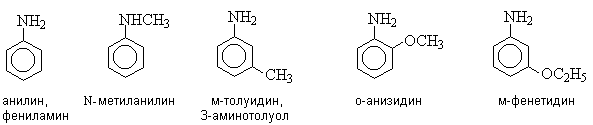 NH2
NHCH3
NH2
CH3
NH2
OCH3
NH2
OC2H5
анилин,
фениламин
N-метиланилин
м-толуидин,
3-аминотолуол
о-анизидин
м-фенетидин